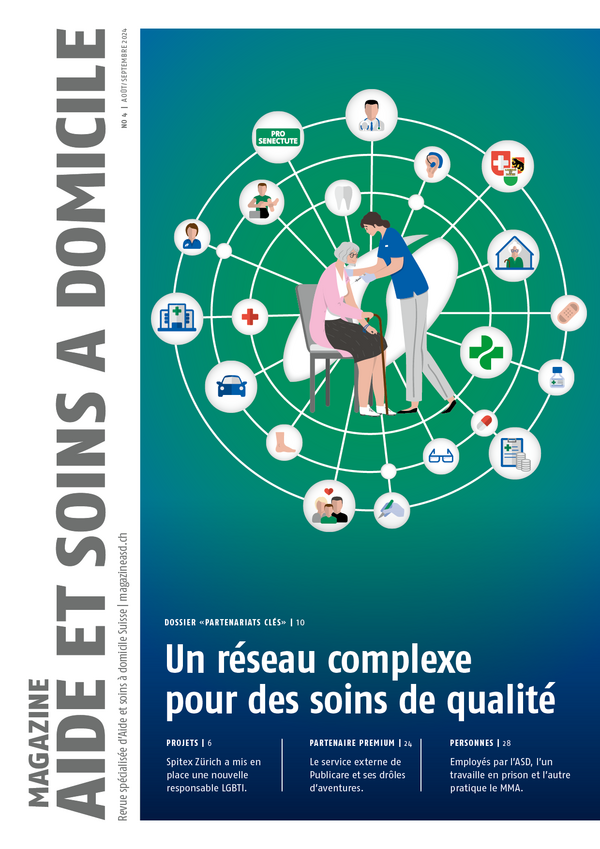 MAGAZINE
AIDE ET SOINS A DOMICILE
NO 4 | AOÛT/SEPTEMBRE 2024
Revue spécialisée d'Aide et soins à domicile Suisse | magazineasd.ch
PRO
SENECTUTE
DOSSIER «PARTENARIATS CLÉS» | 10
Un réseau complexe
pour des soins de qualité
PROJETS | 6
Spitex Zürich a mis en
place une nouvelle
responsable LGBTI.
PARTENAIRE PREMIUM | 24
Le service externe de
Publicare et ses drôles
d'aventures.
PERSONNES | 28
Employés par l'ASD, l'un
travaille en prison et l'autre
pratique le MMA.